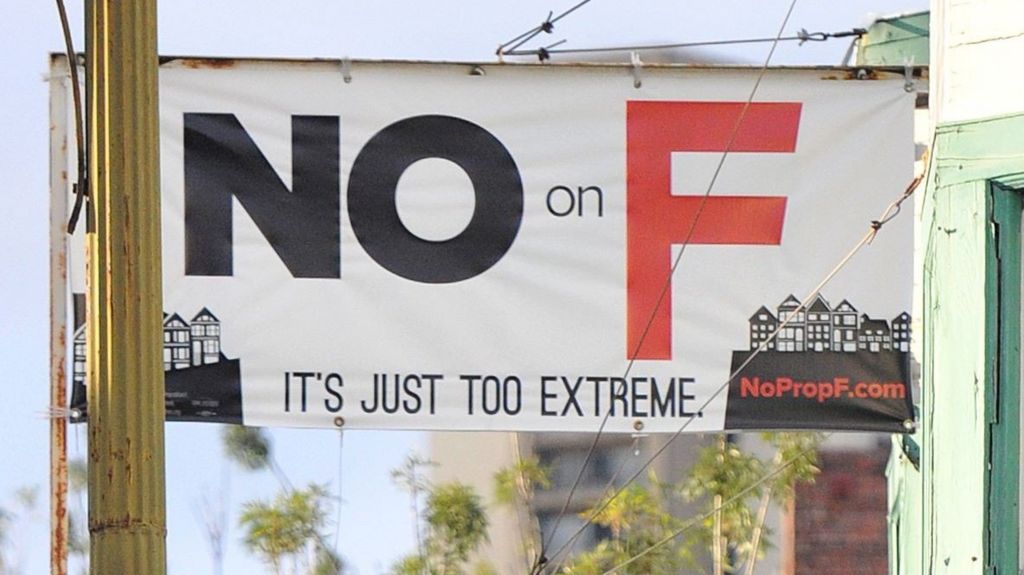 NO on F
IT'S JUST TOO EXTREME.
NoPropF.com